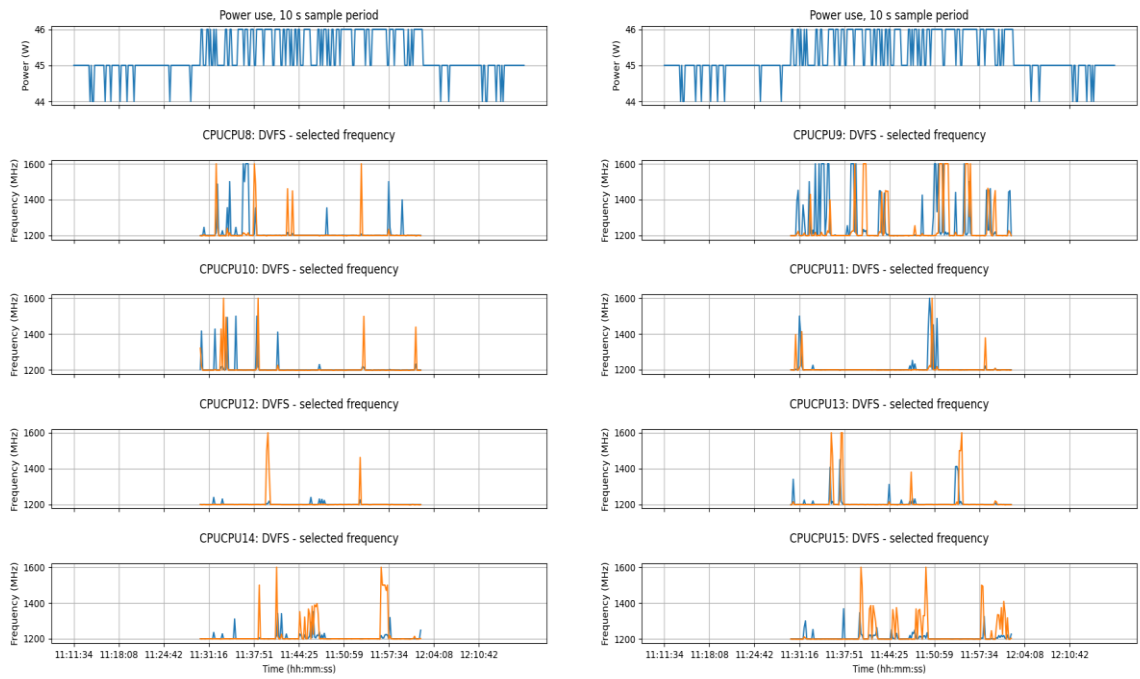 Power use, 10 s sample period
46
45
44
Power (W)
Power use, 10 s sample period
46
45
44
Power (W)
CPUCPU8: DVFS - selected frequency
1600
1400
1200
Frequency (MHz)
CPUCPU9: DVFS - selected frequency
1600
1400
1200
Frequency (MHz)
CPUCPU10: DVFS - selected frequency
1600
1400
1200
Frequency (MHz)
CPUCPU11: DVFS - selected frequency
1600
1400
1200
Frequency (MHz)
CPUCPU12: DVFS - selected frequency
1600
1400
1200
Frequency (MHz)
CPUCPU13: DVFS - selected frequency
1600
1400
1200
Frequency (MHz)
CPUCPU14: DVFS - selected frequency
1600
1400
1200
Frequency (MHz)
11:11:34 11:18:08 11:24:42 11:31:16 11:37:51 11:44:25 11:50:59 11:57:34 12:04:08 12:10:42
Time (hh:mm:ss)
CPUCPU15: DVFS - selected frequency
1600
1400
1200
Frequency (MHz)
11:11:34 11:18:08 11:24:42 11:31:16 11:37:51 11:44:25 11:50:59 11:57:34 12:04:08 12:10:42
Time (hh:mm:ss)